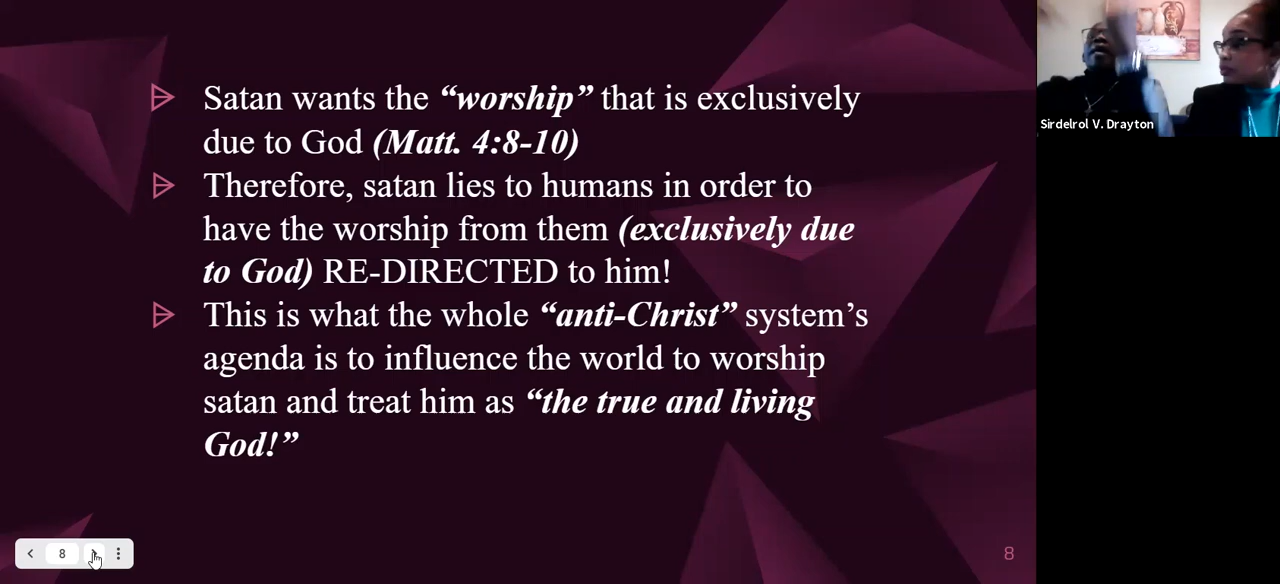 Satan wants the “worship” that is exclusively
due to God (Matt. 4:8-10)
Therefore, satan lies to humans in order to
have the worship from them (exclusively due
to God) RE-DIRECTED to him!
This is what the whole “anti-Christ” system’s
agenda is to influence the world to worship
satan and treat him as “the true and living
God!”
8
8
Sirdelrol V. Drayton